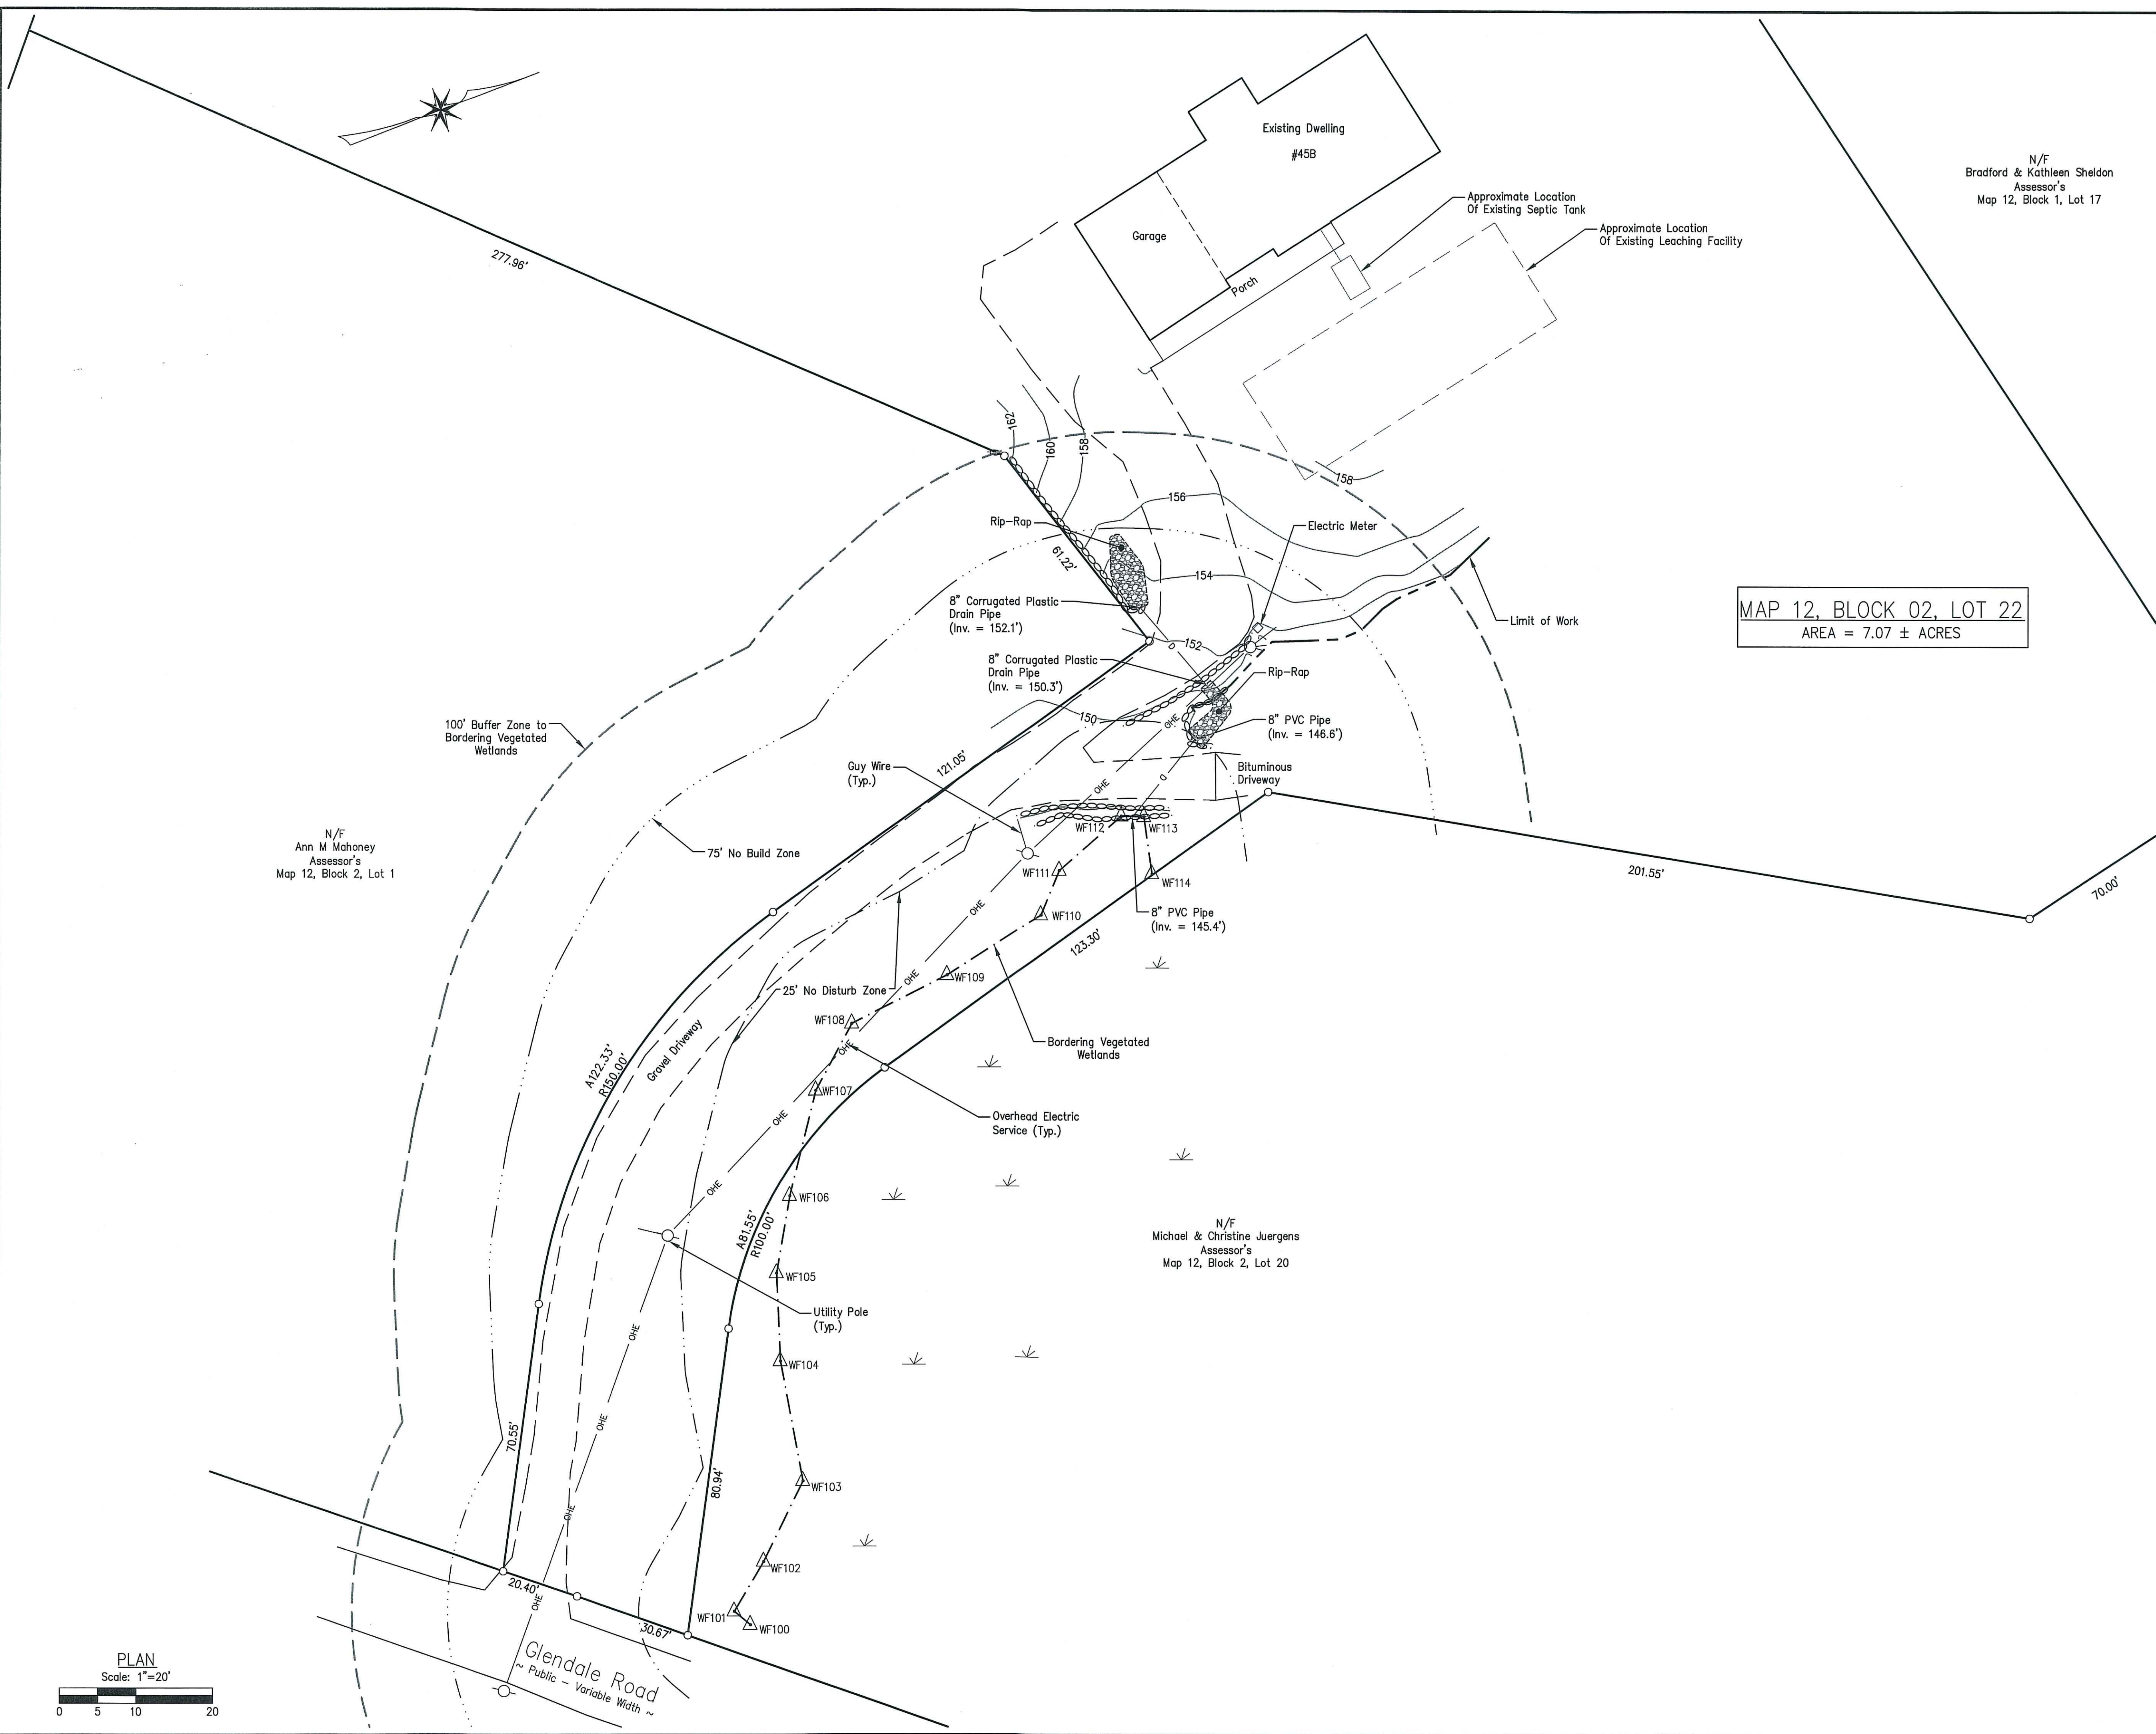 Existing Dwelling
#45B
N/F
Bradford & Kathleen Sheldon
Assessor's
Map 12, Block 1, Lot 17
Approximate Location
Of Existing Septic Tank
Approximate Location
Of Existing Leaching Facility
Garage
Porch
277.96'
162
160
158
158
156
Rip-Rap
Electric Meter
61.22'
154
8" Corrugated Plastic
Drain Pipe
(Inv. = 152.1')
Limit of Work
MAP 12, BLOCK 02, LOT 22
AREA = 7.07 ± ACRES
152
D
8" Corrugated Plastic
Drain Pipe
(Inv. = 150.3')
Rip-Rap
150
OHE
8" PVC Pipe
(Inv. = 146.6')
100' Buffer Zone to
Bordering Vegetated
Wetlands
121.05'
Guy Wire
(Typ.)
Bituminous
Driveway
D
OHE
N/F
Ann M Mahoney
Assessor's
Map 12, Block 2, Lot 1
75' No Build Zone
WF112
WF113
WF111
WF114
201.55'
70.00'
OHE
WF110
8" PVC Pipe
(Inv. = 145.4')
123.30'
OHE
WF109
25' No Disturb Zone
WF108
OHE
Bordering Vegetated
Wetlands
Gravel Driveway
A122.33'
R150.00'
WF107
OHE
Overhead Electric
Service (Typ.)
OHE
WF106
A81.55'
R100.00'
N/F
Michael & Christine Juergens
Assessor's
Map 12, Block 2, Lot 20
WF105
Utility Pole
(Typ.)
OHE
WF104
70.55'
OHE
80.94'
WF103
OHE
WF102
20.40'
OHE
WF101
WF100
30.67'
Glendale Road
~ Public - Variable Width ~
PLAN
Scale: 1"=20'
0 5 10 20